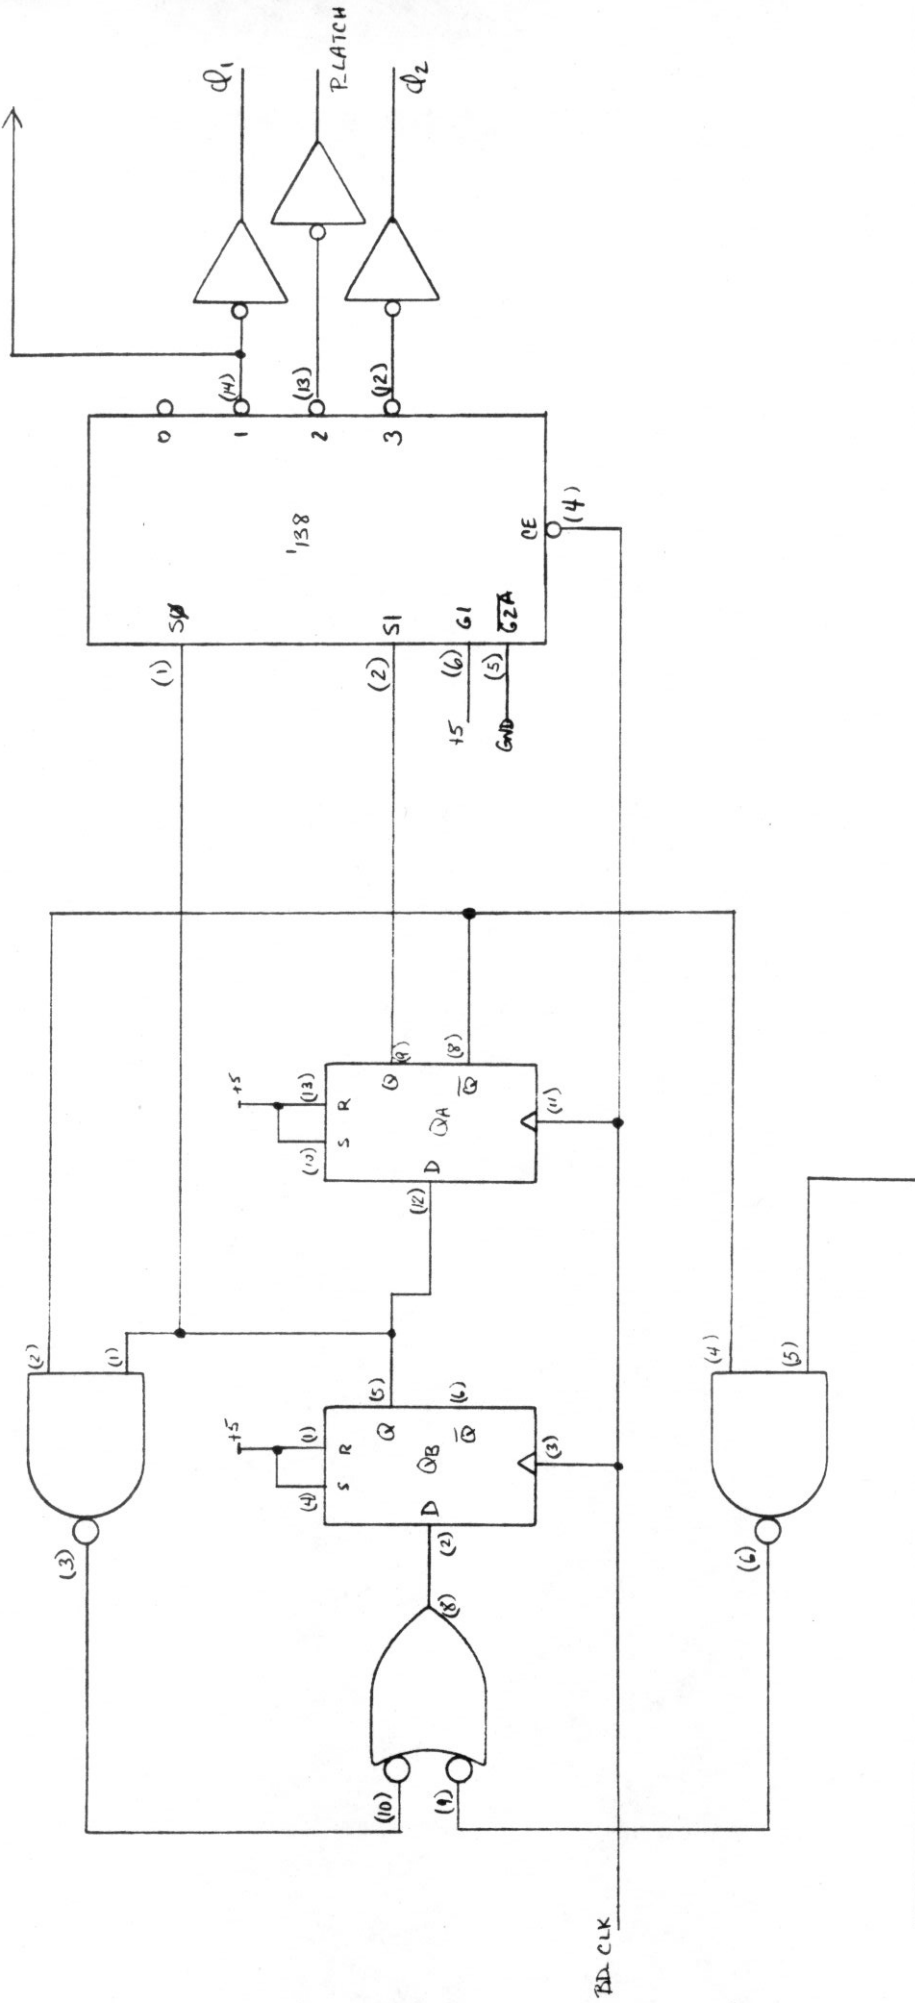 Φ1
P_LATCH
Φ2
(14)
(13)
(12)
0
1
2
3
'138
CE
(4)
SØ
S1
G1
G2A
(1)
(2)
(6)
(5)
+5
GND
(9)
(8)
+5
(13)
(10)
R
S
Q
Q
QA
D
(11)
(12)
(2)
(1)
(4)
(5)
(5)
(6)
+5
(1)
(4)
R
S
Q
Q
QB
D
(3)
(2)
(3)
(6)
(8)
(10)
(9)
BD_CLK